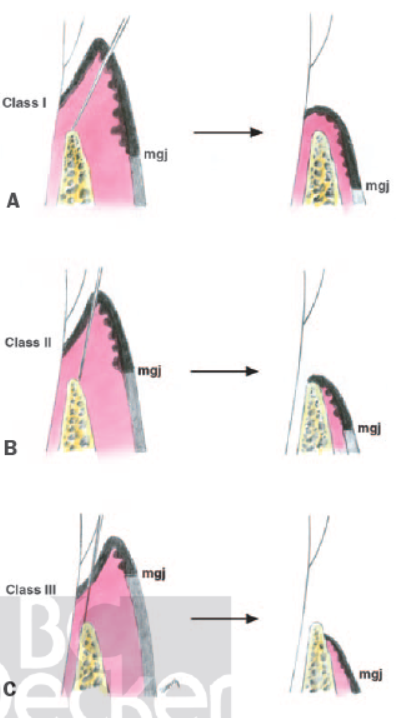 Class I
mgj
mgj
A
Class II
mgj
mgj
B
Class III
mgj
mgj
C
BC
Decker